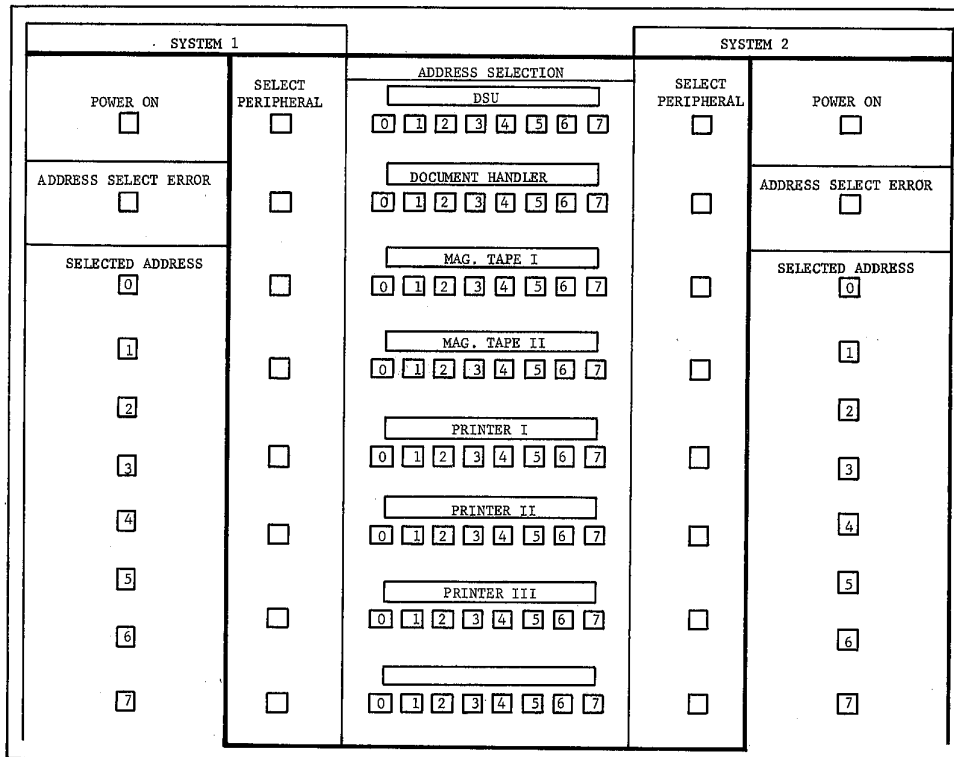 SYSTEM 1
SYSTEM 2
POWER ON
SELECT PERIPHERAL
ADDRESS SELECTION
SELECT PERIPHERAL
POWER ON
DSU
0 1 2 3 4 5 6 7
ADDRESS SELECT ERROR
DOCUMENT HANDLER
0 1 2 3 4 5 6 7
ADDRESS SELECT ERROR
SELECTED ADDRESS
0
MAG. TAPE I
0 1 2 3 4 5 6 7
SELECTED ADDRESS
0
1
MAG. TAPE II
0 1 2 3 4 5 6 7
1
2
2
3
PRINTER I
0 1 2 3 4 5 6 7
3
4
PRINTER II
0 1 2 3 4 5 6 7
4
5
PRINTER III
0 1 2 3 4 5 6 7
5
6
6
7
0 1 2 3 4 5 6 7
7